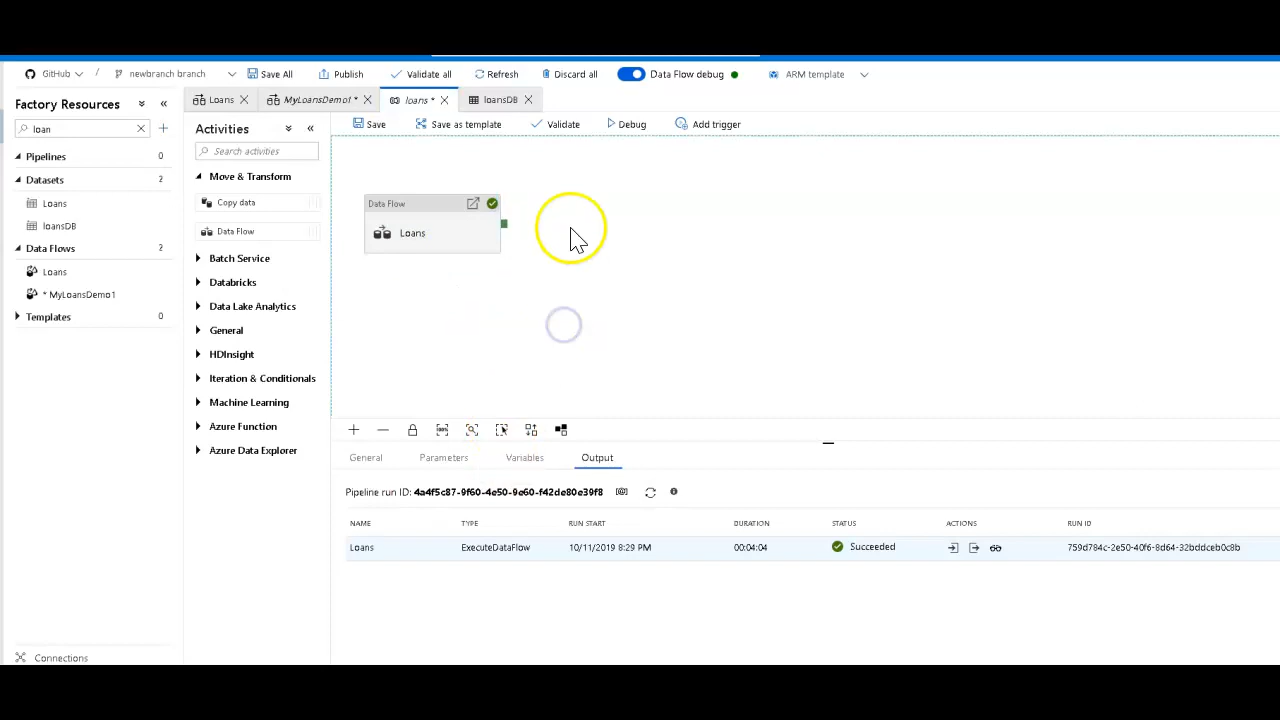 GitHub / newbranch branch Save All Publish Validate all Refresh Discard all Data Flow debug ARM template
Factory Resources
loan
Pipelines 0
Datasets 2
Loans
loansDB
Data Flows 2
Loans
* MyLoansDemo1
Templates 0
Connections
Loans MyLoansDemo1 * loans * loansDB
Activities
Search activities
Move & Transform
Copy data
Data Flow
Batch Service
Databricks
Data Lake Analytics
General
HDInsight
Iteration & Conditionals
Machine Learning
Azure Function
Azure Data Explorer
Save Save as template Validate Debug Add trigger
Data Flow
Loans
General Parameters Variables Output
Pipeline run ID: 4a4f5c87-9f60-4e50-9e60-f42de80e39f8
NAME TYPE RUN START DURATION STATUS ACTIONS RUN ID
Loans ExecuteDataFlow 10/11/2019 8:29 PM 00:04:04 Succeeded 759d784c-2e50-40f6-8d64-32bddceb0c8b